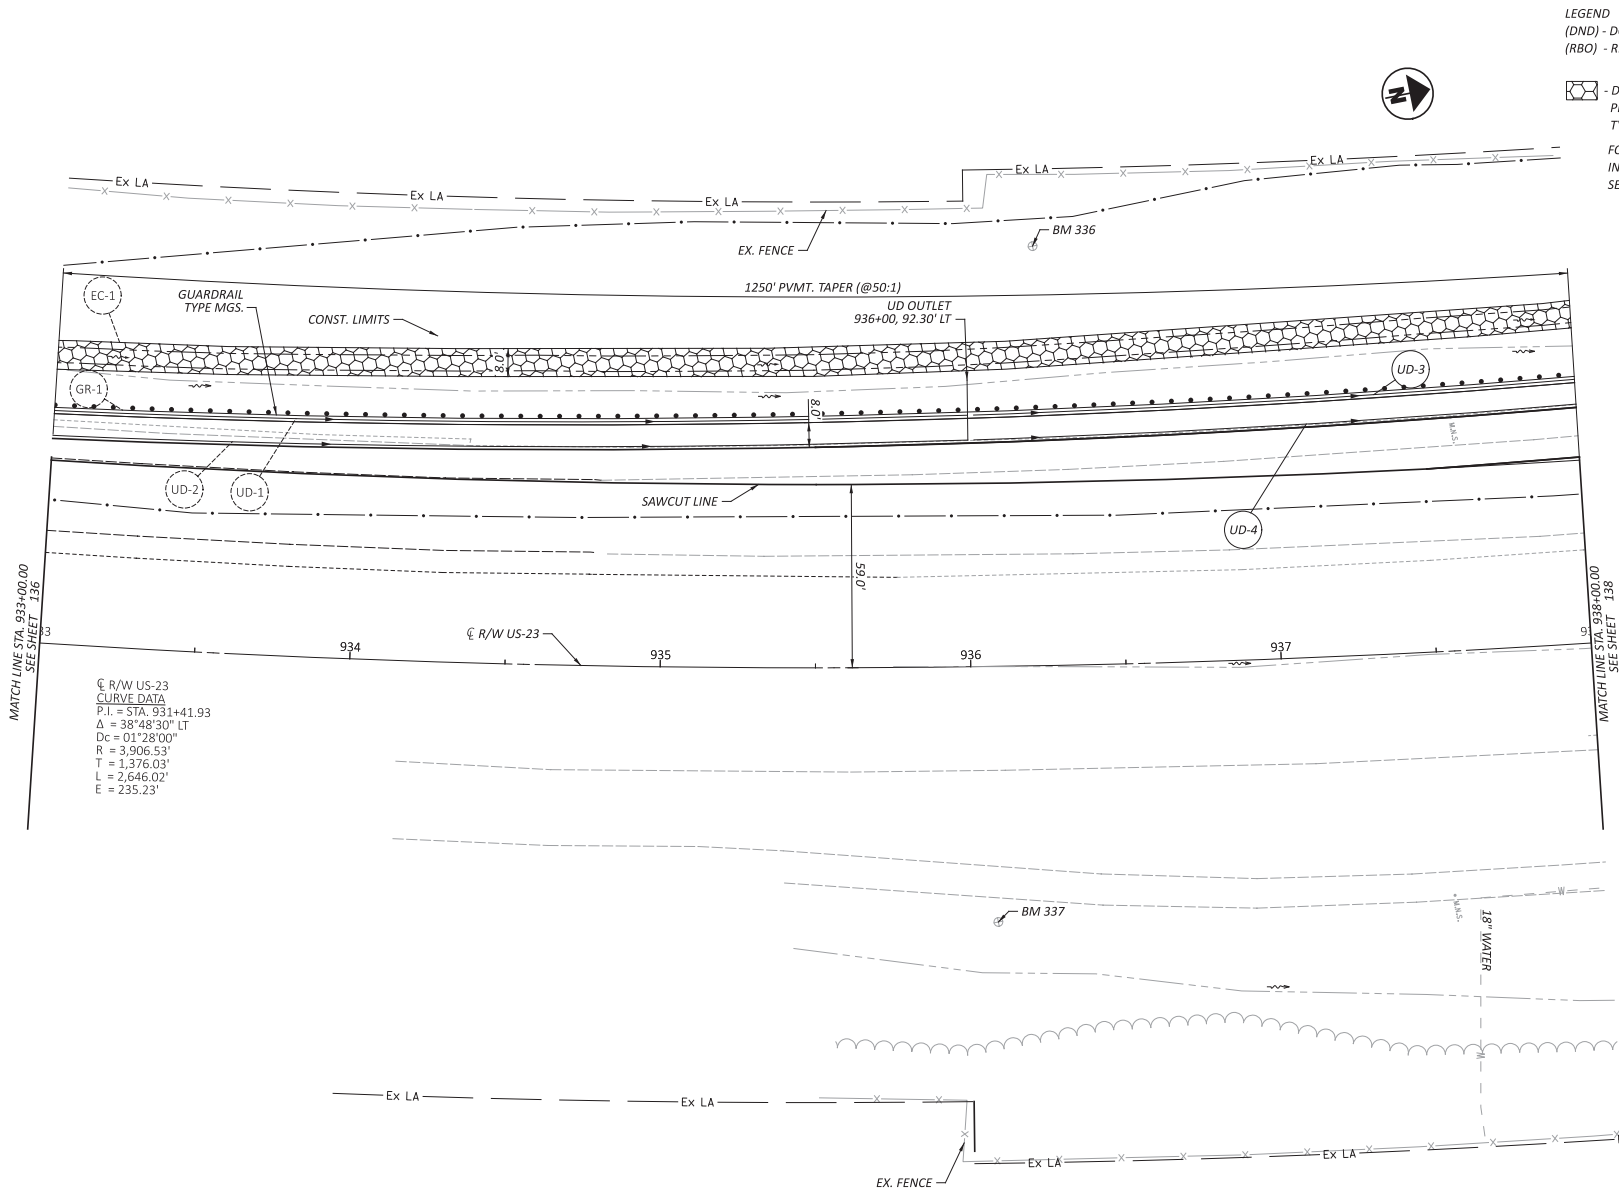 LEGEND
(DND) - D
(RBO) - R
- D
FO
IN
SE
N
Ex LA
Ex LA
Ex LA
Ex LA
Ex LA
EX. FENCE
BM 336
1250' PVMT. TAPER (@50:1)
EC-1
GUARDRAIL
TYPE MGS.
CONST. LIMITS
UD OUTLET
936+00, 92.30' LT
8.0'
GR-1
UD-3
8.0'
M.N.S.
UD-2
UD-1
SAWCUT LINE
UD-4
59.0'
MATCH LINE STA. 933+00.00
SEE SHEET 136
MATCH LINE STA. 938+00.00
SEE SHEET 138
33
934
935
936
937
93
℄ R/W US-23
℄ R/W US-23
CURVE DATA
P.I. = STA. 931+41.93
Δ = 38°48'30" LT
Dc = 01°28'00"
R = 3,906.53'
T = 1,376.03'
L = 2,646.02'
E = 235.23'
BM 337
M.N.S.
W
18" WATER
W
Ex LA
Ex LA
Ex LA
Ex LA
EX. FENCE